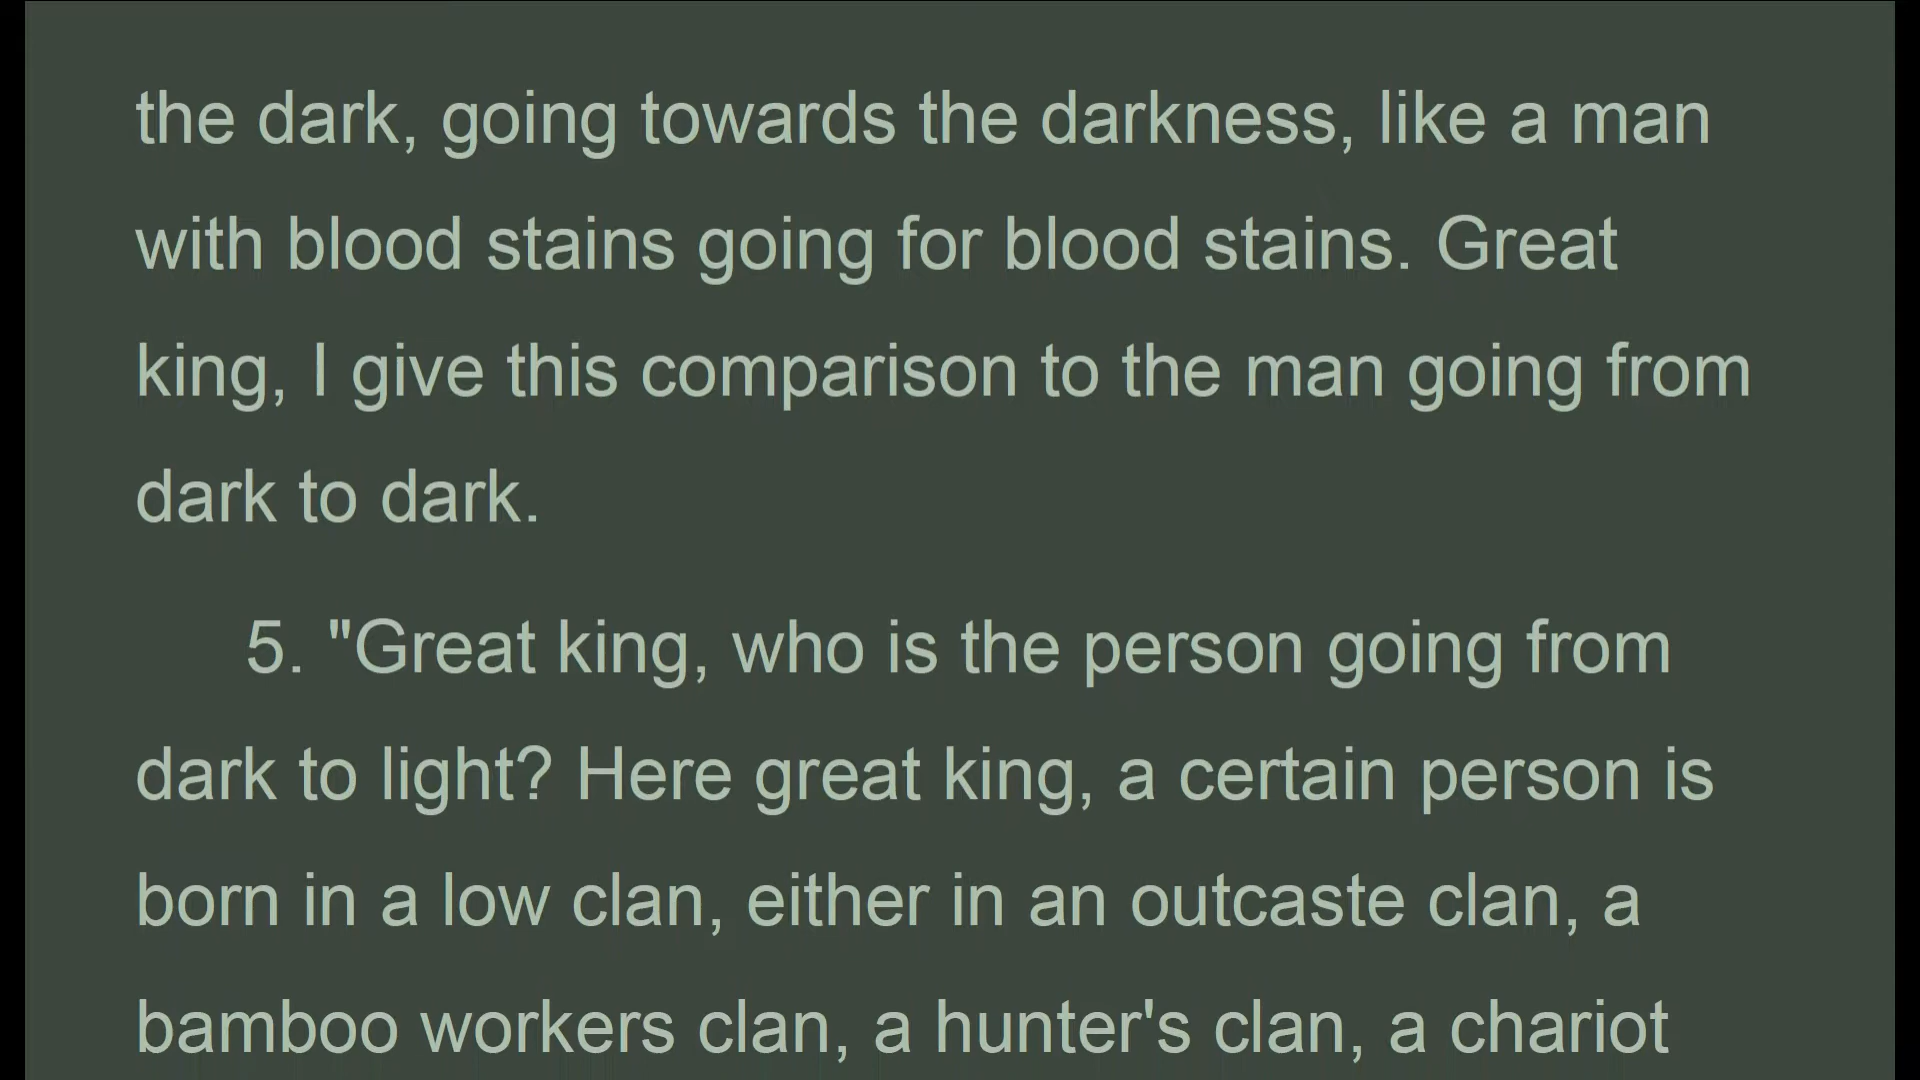 the dark, going towards the darkness, like a man
with blood stains going for blood stains. Great
king, I give this comparison to the man going from
dark to dark.
5. "Great king, who is the person going from
dark to light? Here great king, a certain person is
born in a low clan, either in an outcaste clan, a
bamboo workers clan, a hunter's clan, a chariot